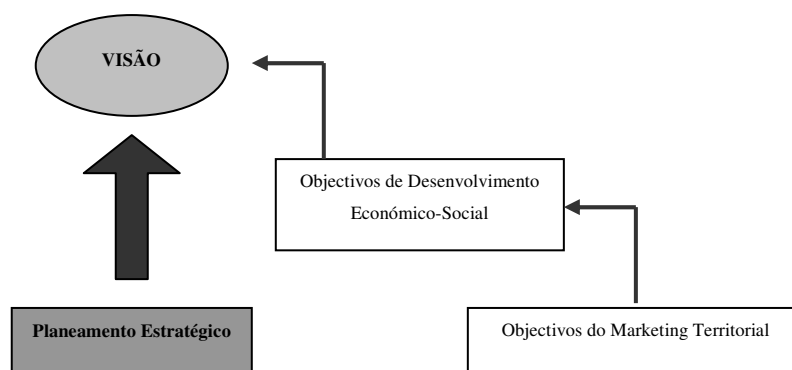 VISÃO
Objectivos de Desenvolvimento
Económico-Social
Planeamento Estratégico
Objectivos do Marketing Territorial